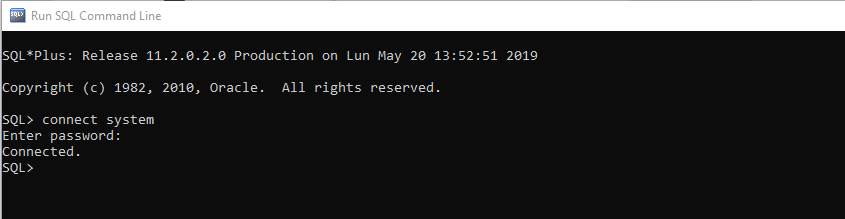 Run SQL Command Line
SQL*Plus: Release 11.2.0.2.0 Production on Lun May 20 13:52:51 2019
Copyright (c) 1982, 2010, Oracle.  All rights reserved.
SQL> connect system
Enter password:
Connected.
SQL>